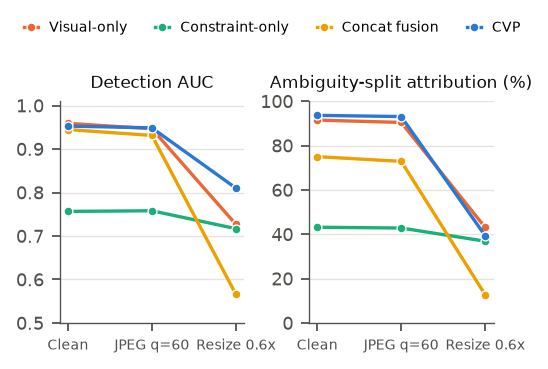 Visual-only Constraint-only Concat fusion CVP
Detection AUC
1.0
0.9
0.8
0.7
0.6
0.5
Clean JPEG q=60 Resize 0.6x
Ambiguity-split attribution (%)
100
80
60
40
20
0
Clean JPEG q=60 Resize 0.6x